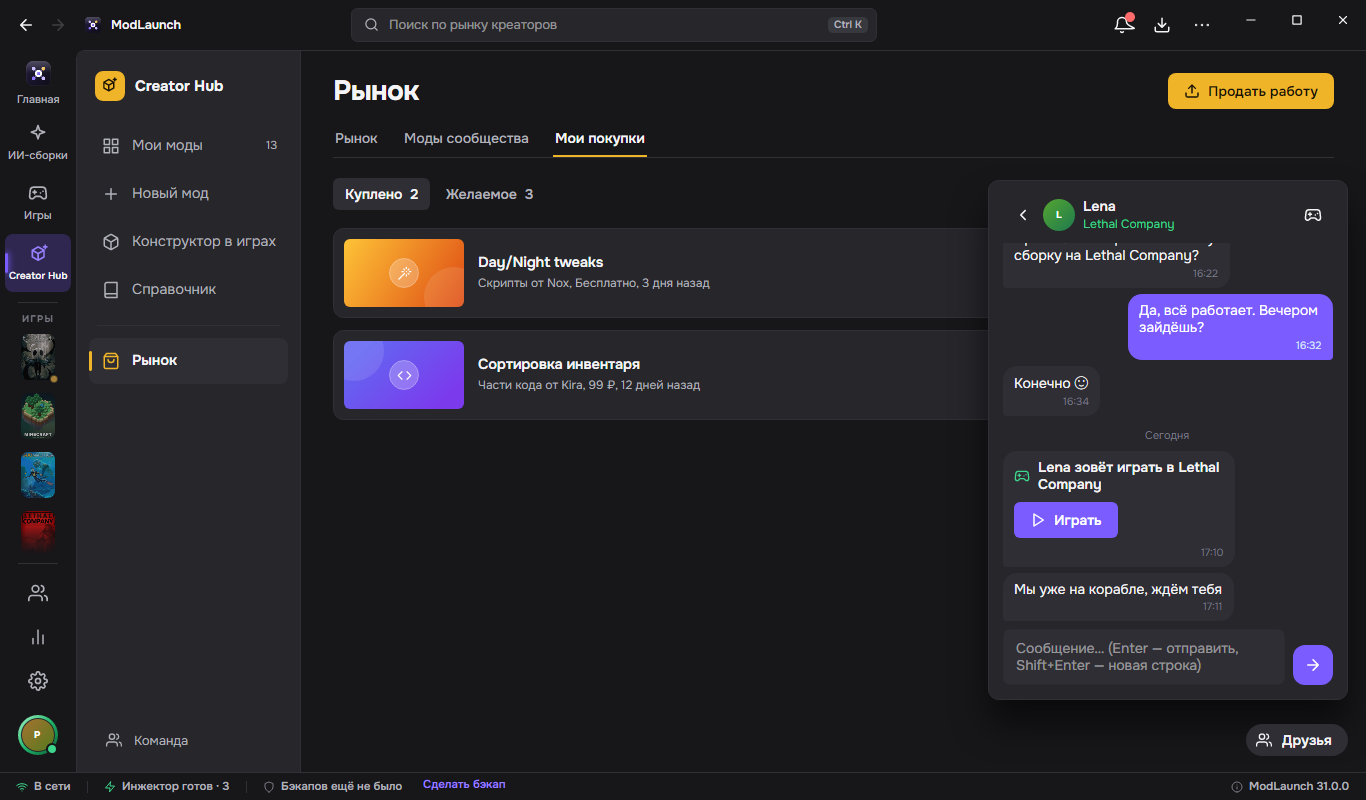 ModLaunch
Поиск по рынку креаторов
Ctrl K
Главная
ИИ-сборки
Игры
Creator Hub
ИГРЫ
MINECRAFT
LETHAL
COMPANY
P
Creator Hub
Мои моды 13
Новый мод
Конструктор в играх
Справочник
Рынок
Команда
Рынок
Продать работу
Рынок
Моды сообщества
Мои покупки
Куплено 2
Желаемое 3
Day/Night tweaks
Скрипты от Nox, Бесплатно, 3 дня назад
Сортировка инвентаря
Части кода от Kira, 99 ₽, 12 дней назад
L
Lena
Lethal Company
сборку на Lethal Company?
16:22
Да, всё работает. Вечером
зайдёшь?
16:32
Конечно 🙂
16:34
Сегодня
Lena зовёт играть в Lethal
Company
Играть
17:10
Мы уже на корабле, ждём тебя
17:11
Сообщение... (Enter — отправить,
Shift+Enter — новая строка)
Друзья
В сети
Инжектор готов · 3
Бэкапов ещё не было
Сделать бэкап
ModLaunch 31.0.0